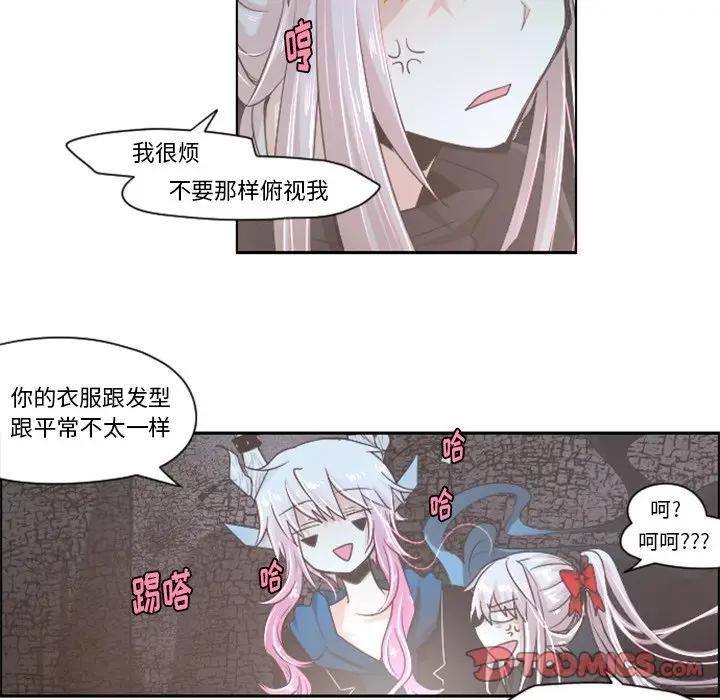 哼
我很烦
不要那样俯视我
你的衣服跟发型
跟平常不太一样
哈
哈
哈
踢嗒
呵?
呵呵???
TOOMICS.COM